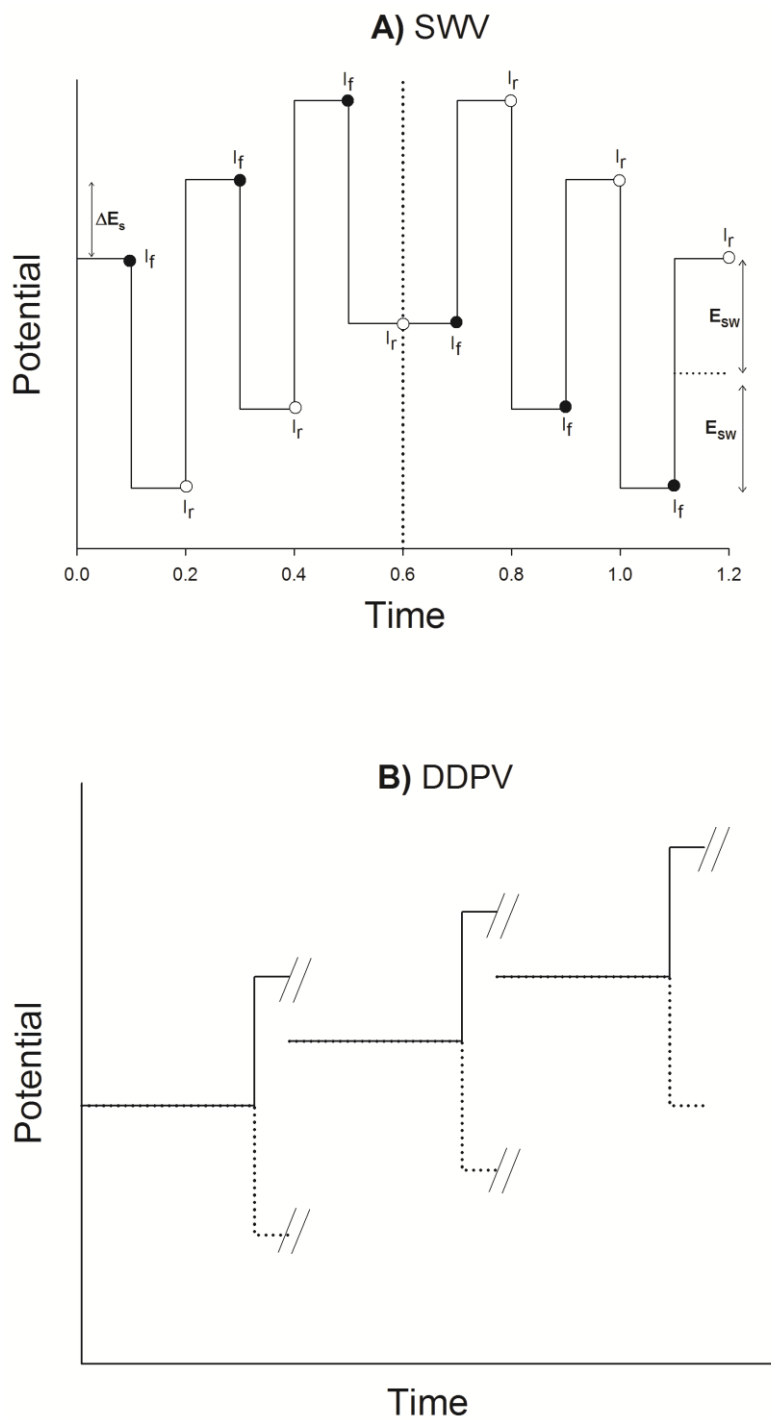 A) SWV
Potential
ΔEs
If
Ir
If
Ir
If
Ir
If
Ir
If
Ir
If
Ir
ESW
ESW
0.0 0.2 0.4 0.6 0.8 1.0 1.2
Time
B) DDPV
Potential
Time